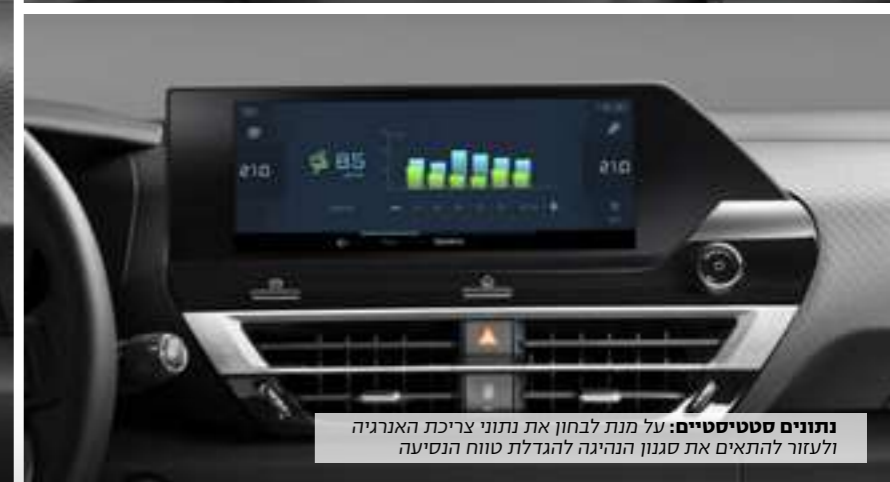 21.0
85
21.0
נתונים סטטיסטיים: על מנת לבחון את נתוני צריכת האנרגיה
ולעזור להתאים את סגנון הנהיגה להגדלת טווח הנסיעה